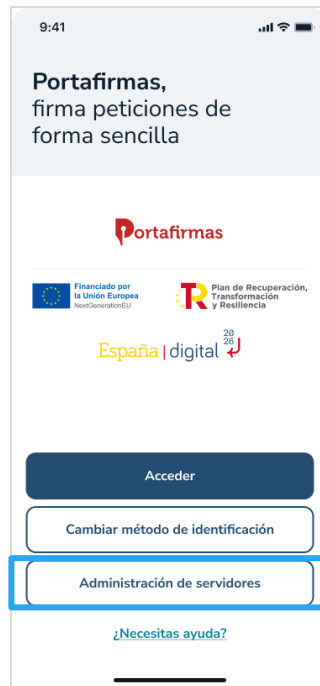 9:41
Portafirmas,
firma peticiones de
forma sencilla
Portafirmas
Financiado por
la Unión Europea
NextGenerationEU
Plan de Recuperación,
Transformación
y Resiliencia
España | digital 2026
Acceder
Cambiar método de identificación
Administración de servidores
¿Necesitas ayuda?